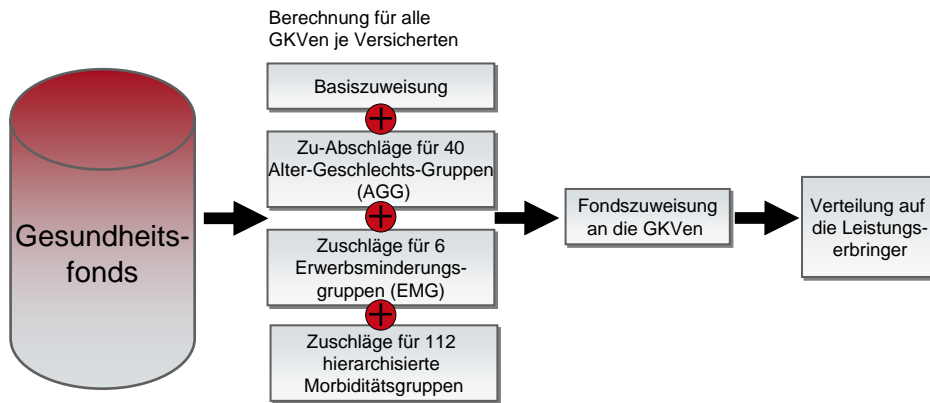 Berechnung für alle
GKVen je Versicherten
Gesundheits-
fonds
Basiszuweisung
+
Zu-Abschläge für 40
Alter-Geschlechts-Gruppen
(AGG)
+
Zuschläge für 6
Erwerbsminderungs-
gruppen (EMG)
+
Zuschläge für 112
hierarchisierte
Morbiditätsgruppen
Fondszuweisung
an die GKVen
Verteilung auf
die Leistungs-
erbringer